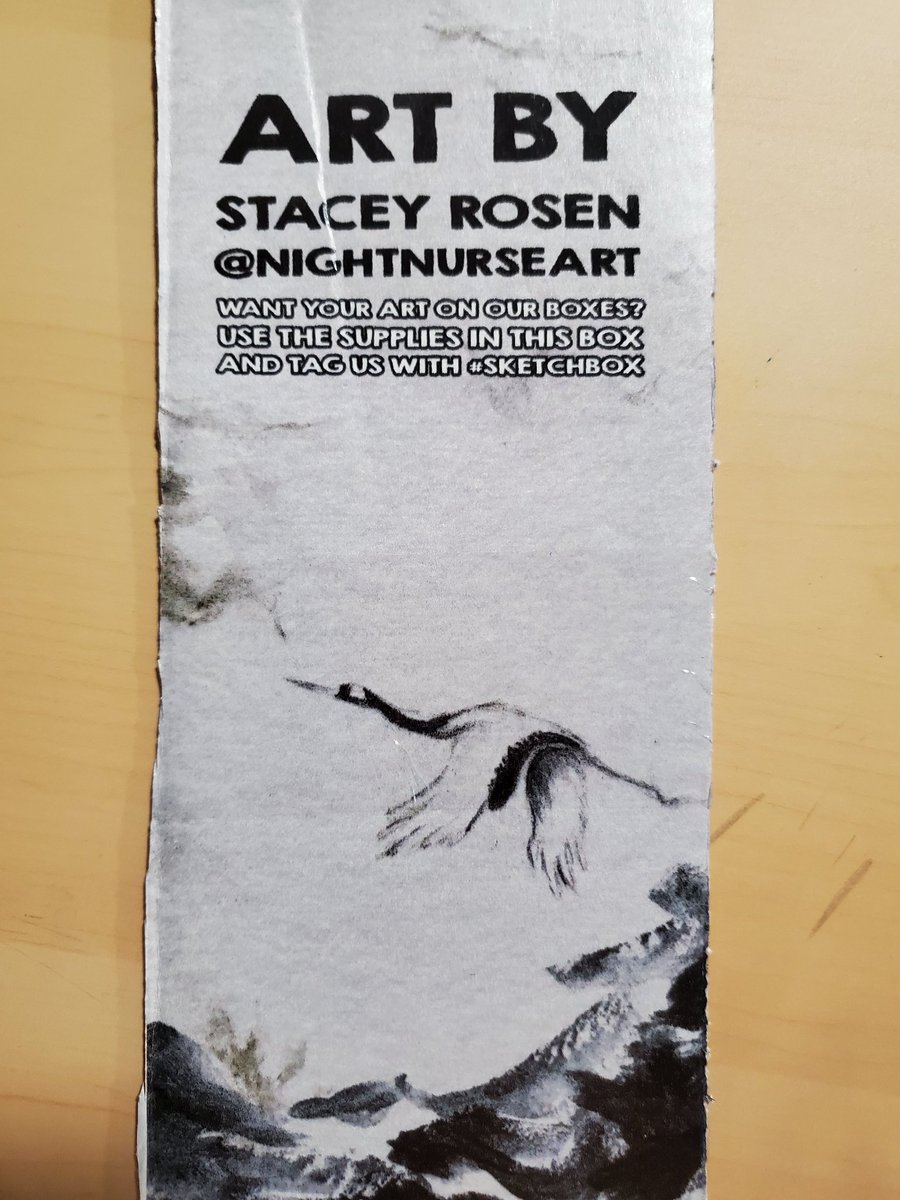 ART BY
STACEY ROSEN
@NIGHTNURSEART
WANT YOUR ART ON OUR BOXES?
USE THE SUPPLIES IN THIS BOX
AND TAG US WITH #SKETCHBOX